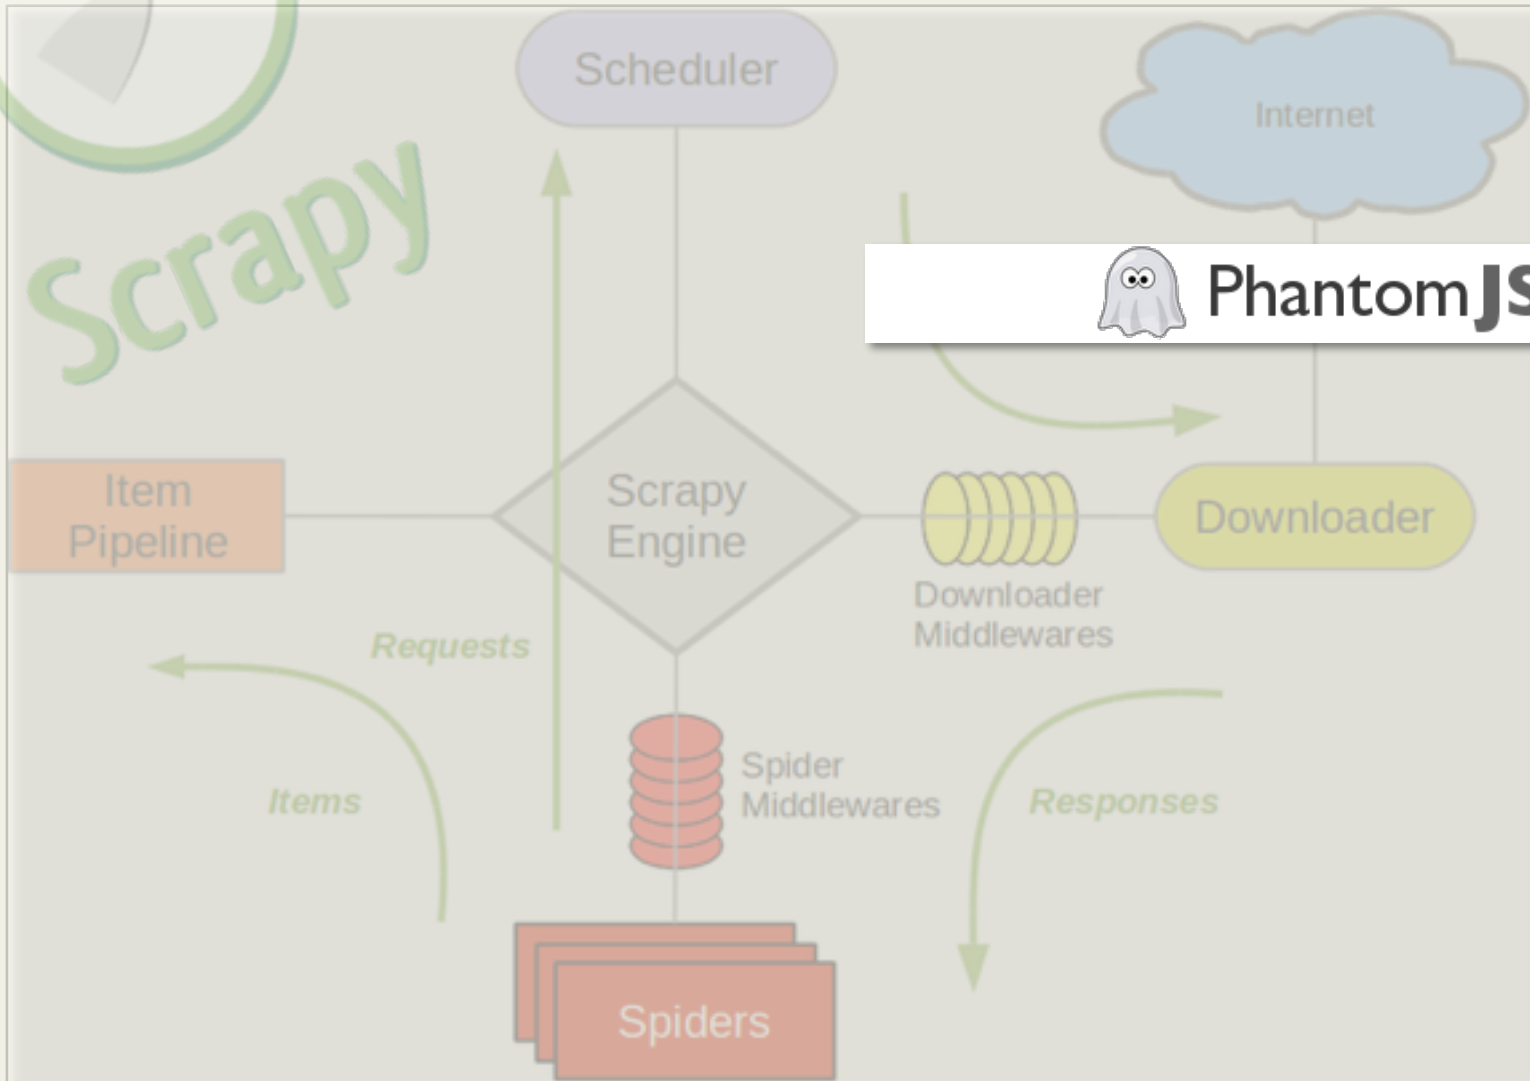 Scheduler
Internet
Scrapy
PhantomJS
Item
Pipeline
Scrapy
Engine
Downloader
Downloader
Middlewares
Requests
Spider
Middlewares
Items
Responses
Spiders